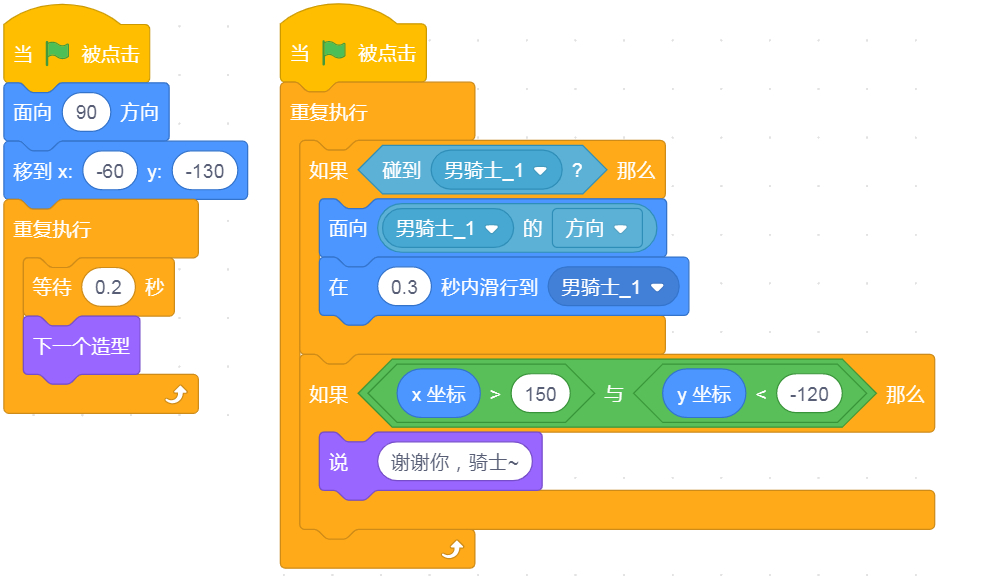 当 被点击
面向 90 方向
移到 x: -60 y: -130
重复执行
等待 0.2 秒
下一个造型
当 被点击
重复执行
如果 碰到 男骑士_1 ? 那么
面向 男骑士_1 的 方向
在 0.3 秒内滑行到 男骑士_1
如果 x 坐标 > 150 与 y 坐标 < -120 那么
说 谢谢你，骑士~